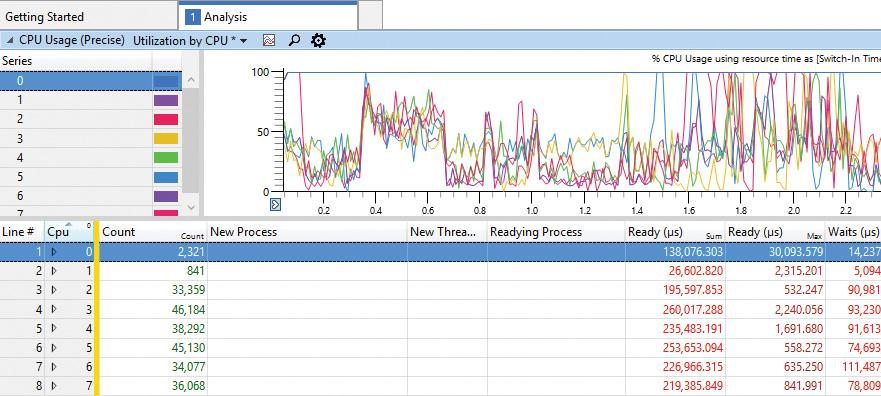 Getting Started
1 Analysis
CPU Usage (Precise) Utilization by CPU *
Series
% CPU Usage using resource time as [Switch-In Time
0
1
2
3
4
5
6
7
100
50
0
0.2 0.4 0.6 0.8 1.0 1.2 1.4 1.6 1.8 2.0 2.2
Line # Cpu 0 Count Count New Process New Threa... Readying Process Ready (µs) Sum Ready (µs) Max Waits (µs)
1 0 2,321 138,076.303 30,093.579 14,237
2 1 841 26,602.820 2,315.201 5,094
3 2 33,359 195,597.853 532.247 90,981
4 3 46,184 260,017.288 2,240.056 93,230
5 4 38,292 235,483.191 1,691.680 91,613
6 5 45,130 253,653.094 558.272 74,693
7 6 34,077 226,966.315 635.250 111,487
8 7 36,068 219,385.849 841.991 78,809